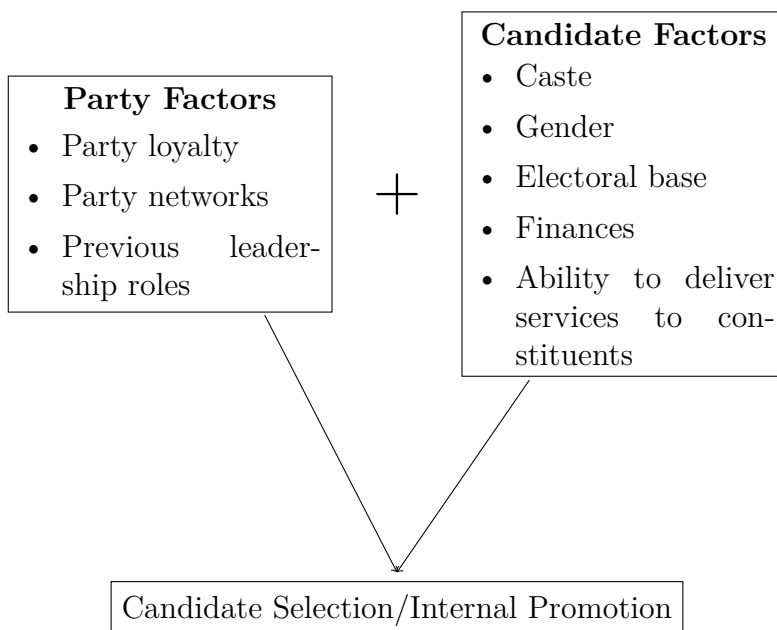 Party Factors
• Party loyalty
• Party networks
• Previous leader-
ship roles
+
Candidate Factors
• Caste
• Gender
• Electoral base
• Finances
• Ability to deliver
services to con-
stituents
Candidate Selection/Internal Promotion